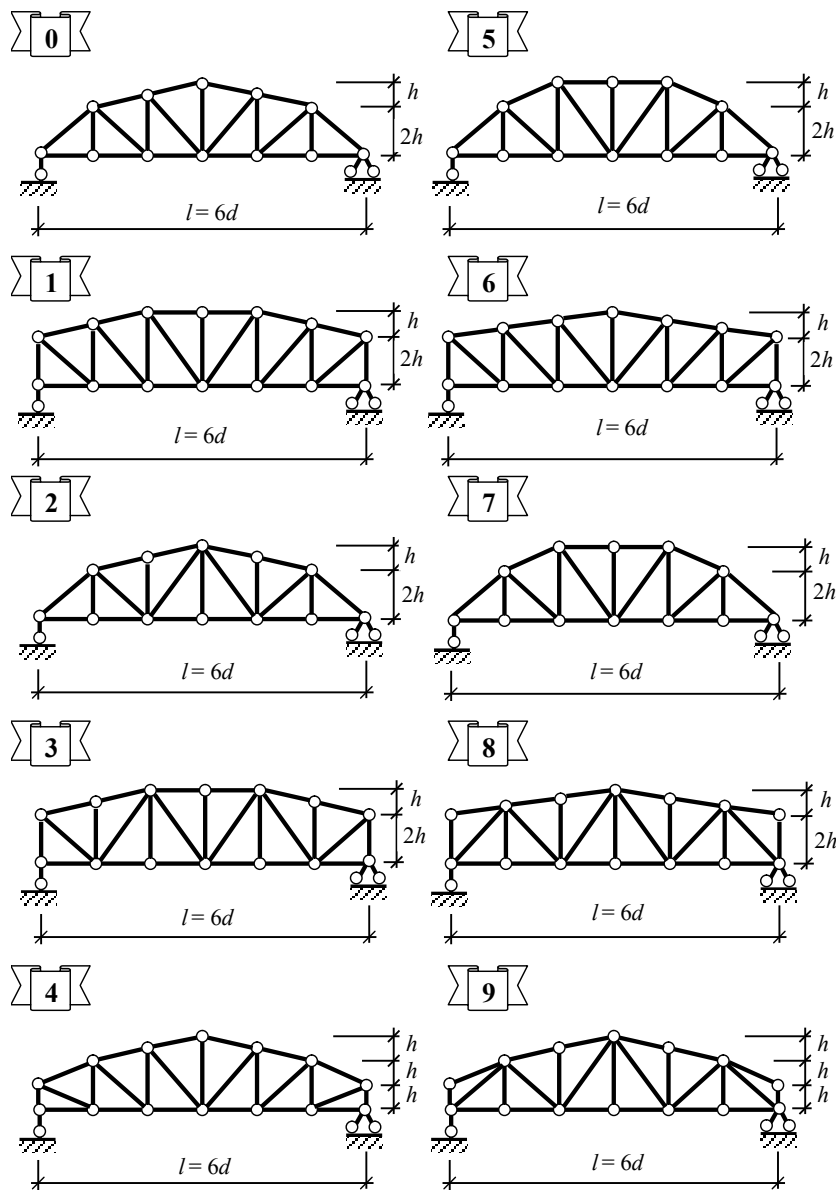 0
h
2h
l = 6d
5
h
2h
l = 6d
1
h
2h
l = 6d
6
h
2h
l = 6d
2
h
2h
l = 6d
7
h
2h
l = 6d
3
h
2h
l = 6d
8
h
2h
l = 6d
4
h
h
h
l = 6d
9
h
h
h
l = 6d